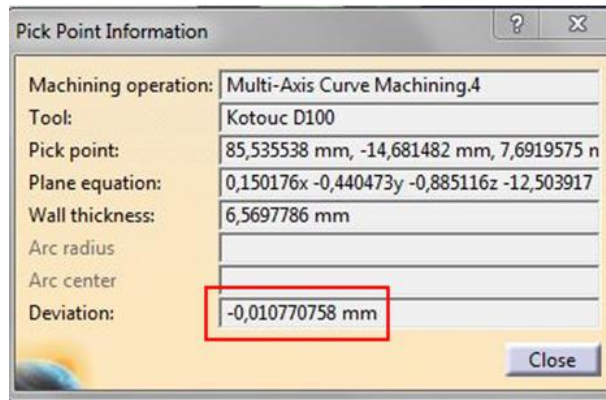 Pick Point Information
Machining operation: Multi-Axis Curve Machining.4
Tool: Kotouc D100
Pick point: 85,535538 mm, -14,681482 mm, 7,6919575 n
Plane equation: 0,150176x -0,440473y -0,885116z -12,503917
Wall thickness: 6,5697786 mm
Arc radius
Arc center
Deviation: -0,010770758 mm
Close